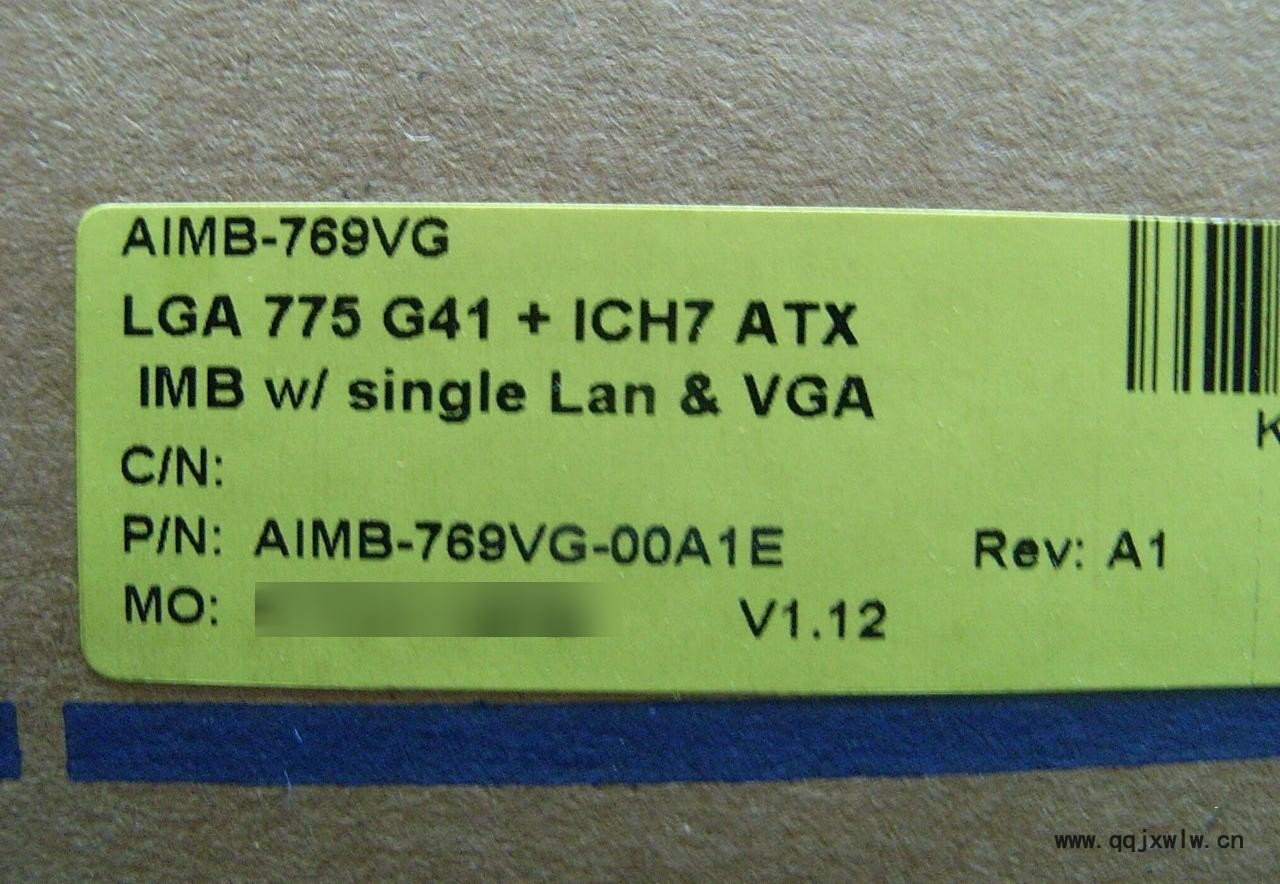 AIMB-769VG
LGA 775 G41 + ICH7 ATX
IMB w/ single Lan & VGA
K
C/N:
P/N: AIMB-769VG-00A1E Rev: A1
MO: V1.12
www.qqjxwlw.cn